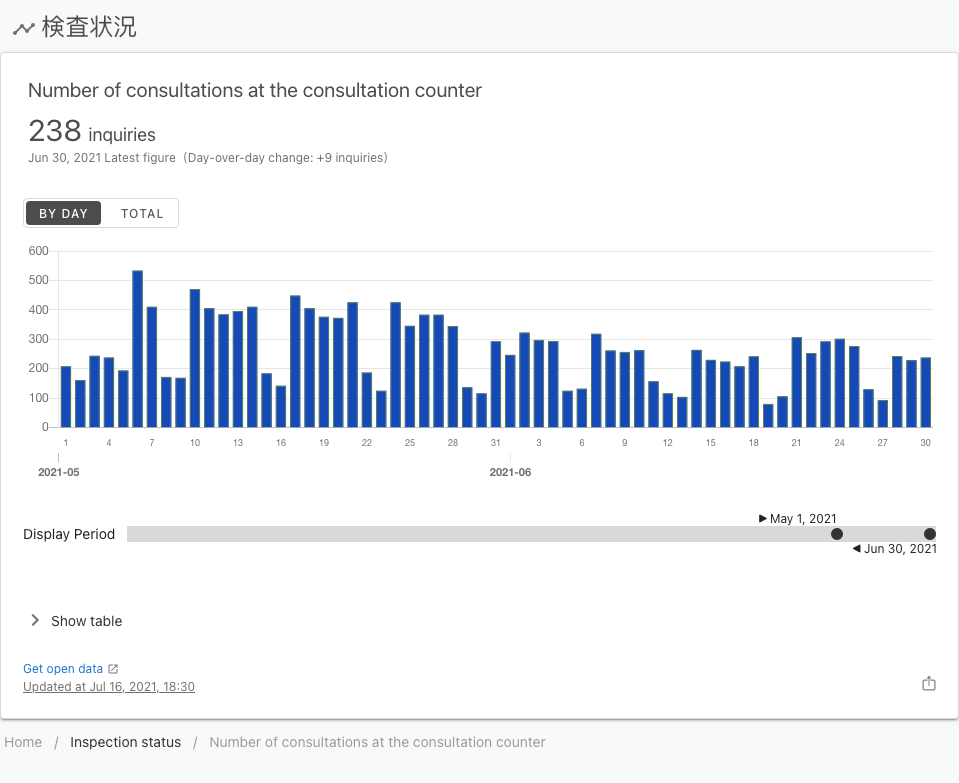 検査状況
Number of consultations at the consultation counter
238 inquiries
Jun 30, 2021 Latest figure (Day-over-day change: +9 inquiries)
BY DAY TOTAL
600
500
400
300
200
100
0
1 4 7 10 13 16 19 22 25 28 31 3 6 9 12 15 18 21 24 27 30
2021-05 2021-06
May 1, 2021
Display Period
Jun 30, 2021
Show table
Get open data
Updated at Jul 16, 2021, 18:30
Home / Inspection status / Number of consultations at the consultation counter